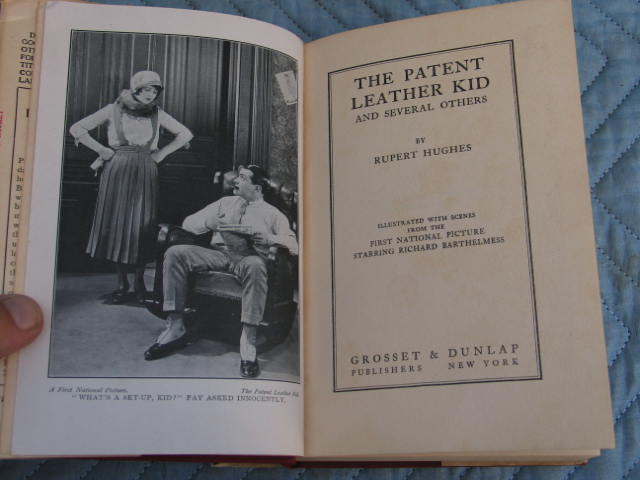 A First National Picture.
The Patent Leather
"WHAT'S A SET-UP, KID?" FAY ASKED INNOCENTLY.
THE PATENT
LEATHER KID
AND SEVERAL OTHERS
BY
RUPERT HUGHES
ILLUSTRATED WITH SCENES
FROM THE
FIRST NATIONAL PICTURE
STARRING RICHARD BARTHELMESS
GROSSET & DUNLAP
PUBLISHERS NEW YORK